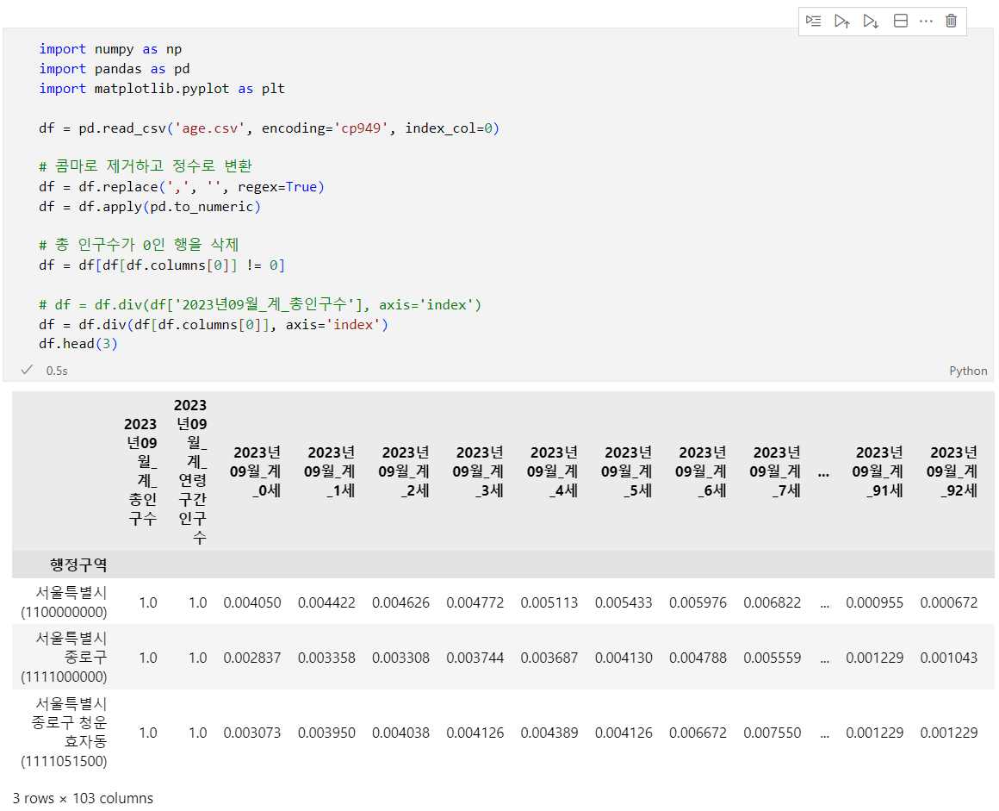 import numpy as np
import pandas as pd
import matplotlib.pyplot as plt
df = pd.read_csv('age.csv', encoding='cp949', index_col=0)
# 콤마로 제거하고 정수로 변환
df = df.replace(',', '', regex=True)
df = df.apply(pd.to_numeric)
# 총 인구수가 0인 행을 삭제
df = df[df[df.columns[0]] != 0]
# df = df.div(df['2023년09월_계_총인구수'], axis='index')
df = df.div(df[df.columns[0]], axis='index')
df.head(3)
0.5s
Python
2023
년09
월_
계_
총인
구수
2023
년09
월_
계_
연령
구간
인구
수
2023년
09월_계
_0세
2023년
09월_계
_1세
2023년
09월_계
_2세
2023년
09월_계
_3세
2023년
09월_계
_4세
2023년
09월_계
_5세
2023년
09월_계
_6세
2023년
09월_계
_7세
...
2023년
09월_계
_91세
2023년
09월_계
_92세
행정구역
서울특별시
(1100000000)
1.0 1.0 0.004050 0.004422 0.004626 0.004772 0.005113 0.005433 0.005976 0.006822 ... 0.000955 0.000672
서울특별시
종로구
(1111000000)
1.0 1.0 0.002837 0.003358 0.003308 0.003744 0.003687 0.004130 0.004788 0.005559 ... 0.001229 0.001043
서울특별시
종로구 청운
효자동
(1111051500)
1.0 1.0 0.003073 0.003950 0.004038 0.004126 0.004389 0.004126 0.006672 0.007550 ... 0.001229 0.001229
3 rows × 103 columns